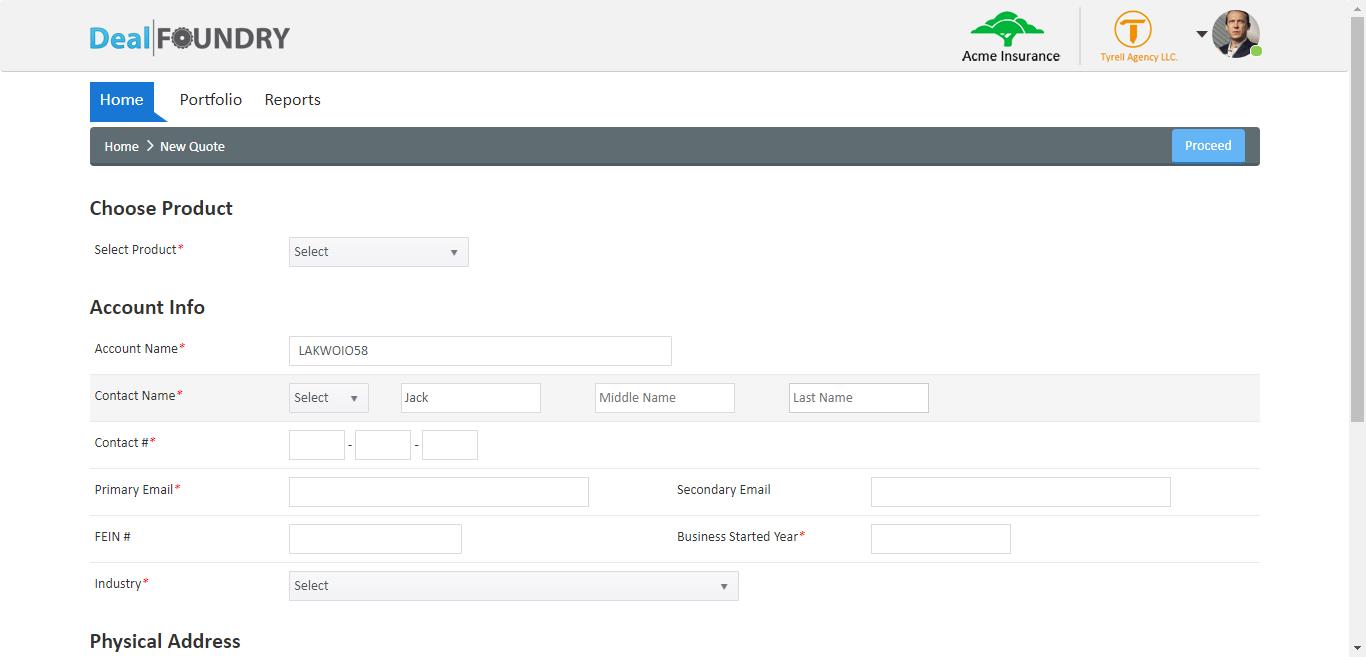 Deal FOUNDRY
Acme Insurance
Tyrell Agency LLC.
Home Portfolio Reports
Home New Quote Proceed
Choose Product
Select Product* Select
Account Info
Account Name* LAKWOIO58
Contact Name* Select Jack Middle Name Last Name
Contact #* - -
Primary Email* Secondary Email
FEIN # Business Started Year*
Industry* Select
Physical Address